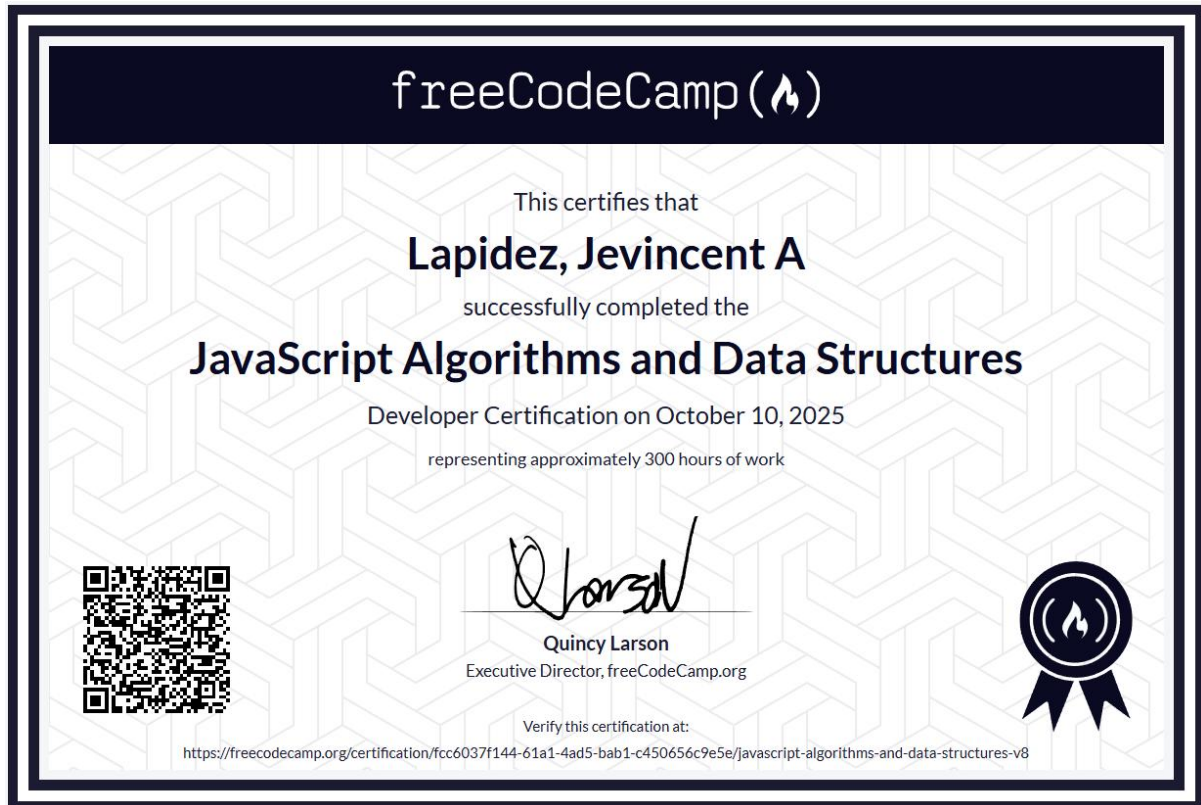 freeCodeCamp
This certifies that
Lapidez, Jevincent A
successfully completed the
JavaScript Algorithms and Data Structures
Developer Certification on October 10, 2025
representing approximately 300 hours of work
Q Larson
Quincy Larson
Executive Director, freeCodeCamp.org
Verify this certification at:
https://freecodecamp.org/certification/fcc6037f144-61a1-4ad5-bab1-c450656c9e5e/javascript-algorithms-and-data-structures-v8